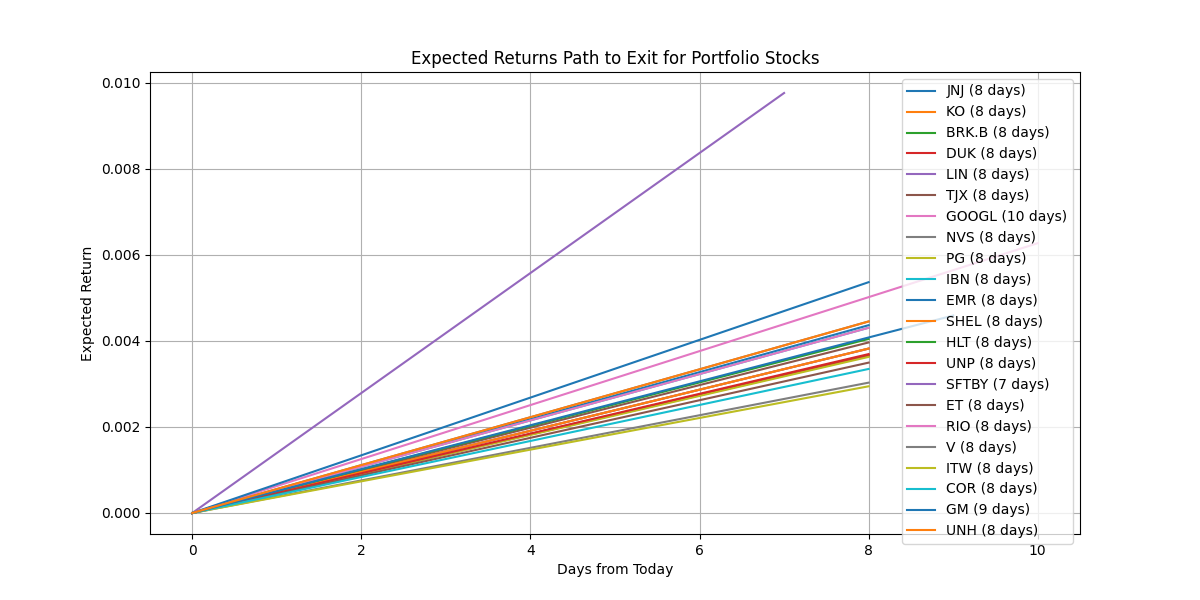 Expected Returns Path to Exit for Portfolio Stocks
0.010
0.008
0.006
0.004
0.002
0.000
Expected Return
0
2
4
6
8
10
Days from Today
JNJ (8 days)
KO (8 days)
BRK.B (8 days)
DUK (8 days)
LIN (8 days)
TJX (8 days)
GOOGL (10 days)
NVS (8 days)
PG (8 days)
IBN (8 days)
EMR (8 days)
SHEL (8 days)
HLT (8 days)
UNP (8 days)
SFTBY (7 days)
ET (8 days)
RIO (8 days)
V (8 days)
ITW (8 days)
COR (8 days)
GM (9 days)
UNH (8 days)